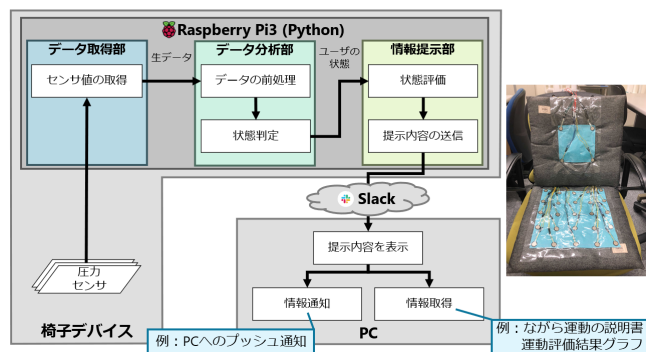 Raspberry Pi3 (Python)
データ取得部
センサ値の取得
生データ
データ分析部
データの前処理
状態判定
ユーザの
状態
情報提示部
状態評価
提示内容の送信
Slack
提示内容を表示
情報通知
情報取得
PC
圧力
センサ
椅子デバイス
例：PCへのプッシュ通知
例：ながら運動の説明書
運動評価結果グラフ